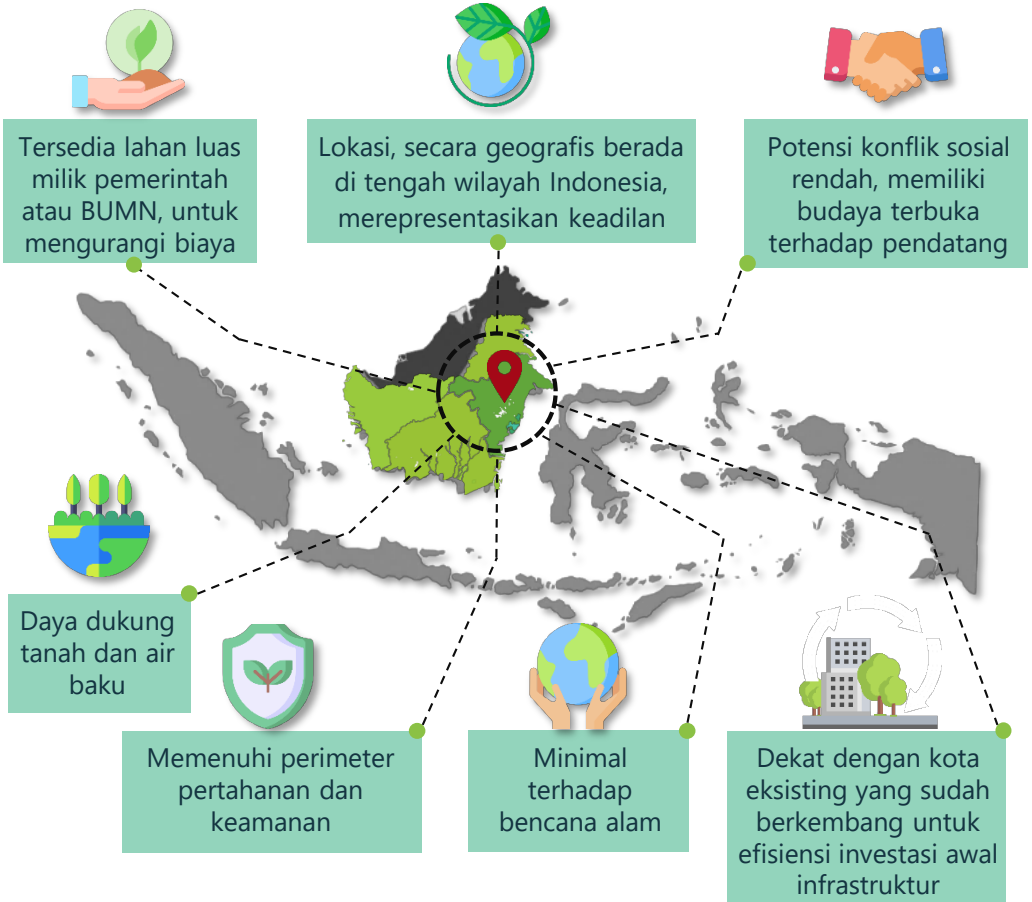 Tersedia lahan luas
milik pemerintah
atau BUMN, untuk
mengurangi biaya
Lokasi, secara geografis berada
di tengah wilayah Indonesia,
merepresentasikan keadilan
Potensi konflik sosial
rendah, memiliki
budaya terbuka
terhadap pendatang
Daya dukung
tanah dan air
baku
Memenuhi perimeter
pertahanan dan
keamanan
Minimal
terhadap
bencana alam
Dekat dengan kota
eksisting yang sudah
berkembang untuk
efisiensi investasi awal
infrastruktur